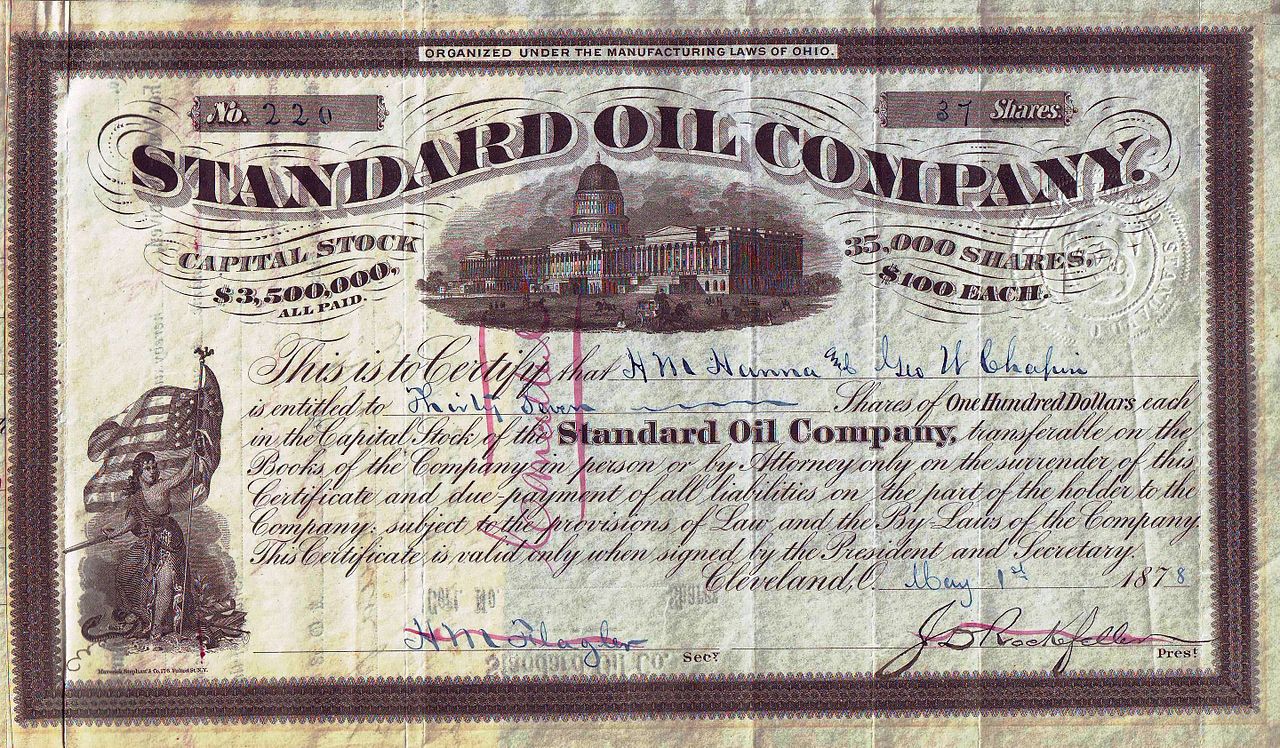 ORGANIZED UNDER THE MANUFACTURING LAWS OF OHIO.
No. 220
37 Shares.
STANDARD OIL COMPANY.
CAPITAL STOCK
$3,500,000,
ALL PAID.
35,000 SHARES,
$100 EACH.
This is to Certify that H M Hanna and Geo W Chapin
is entitled to Thirty Seven Shares of One Hundred Dollars each
in the Capital Stock of the Standard Oil Company, transferable on the
Books of the Company in person or by Attorney only on the surrender of this
Certificate and due payment of all liabilities on the part of the holder to the
Company, subject to the provisions of Law and the By-Laws of the Company.
This Certificate is valid only when signed by the President and Secretary.
Cleveland, O. May 1st 1878
Cancelled
H M Flagler Secy
J D Rockefeller Prest